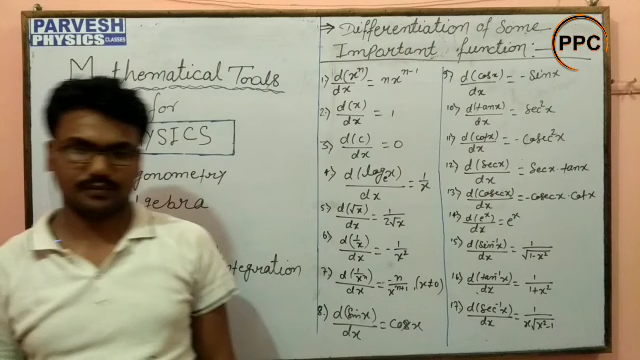 PARVESH
PHYSICS CLASSES
Mathematical Tools
for
PHYSICS
gonometry
gebra
ntegration
→ Differentiation of Some
Important function:—
PPC
1) d(xⁿ)/dx = nxⁿ⁻¹
2) d(x)/dx = 1
3) d(c)/dx = 0
4) d(logₑx)/dx = 1/x
5) d(√x)/dx = 1/2√x
6) d(1/x)/dx = -1/x²
7) d(1/xⁿ)/dx = n/xⁿ⁺¹, (x≠0)
8) d(Sinx)/dx = Cosx
9) d(Cosx)/dx = -Sinx
10) d(tanx)/dx = Sec²x
11) d(Cotx)/dx = -Cosec²x
12) d(Secx)/dx = Secx·tanx
13) d(Cosecx)/dx = -Cosecx·Cotx
14) d(eˣ)/dx = eˣ
15) d(Sin⁻¹x)/dx = 1/√1-x²
16) d(tan⁻¹x)/dx = 1/1+x²
17) d(Sec⁻¹x)/dx = 1/x√x²-1